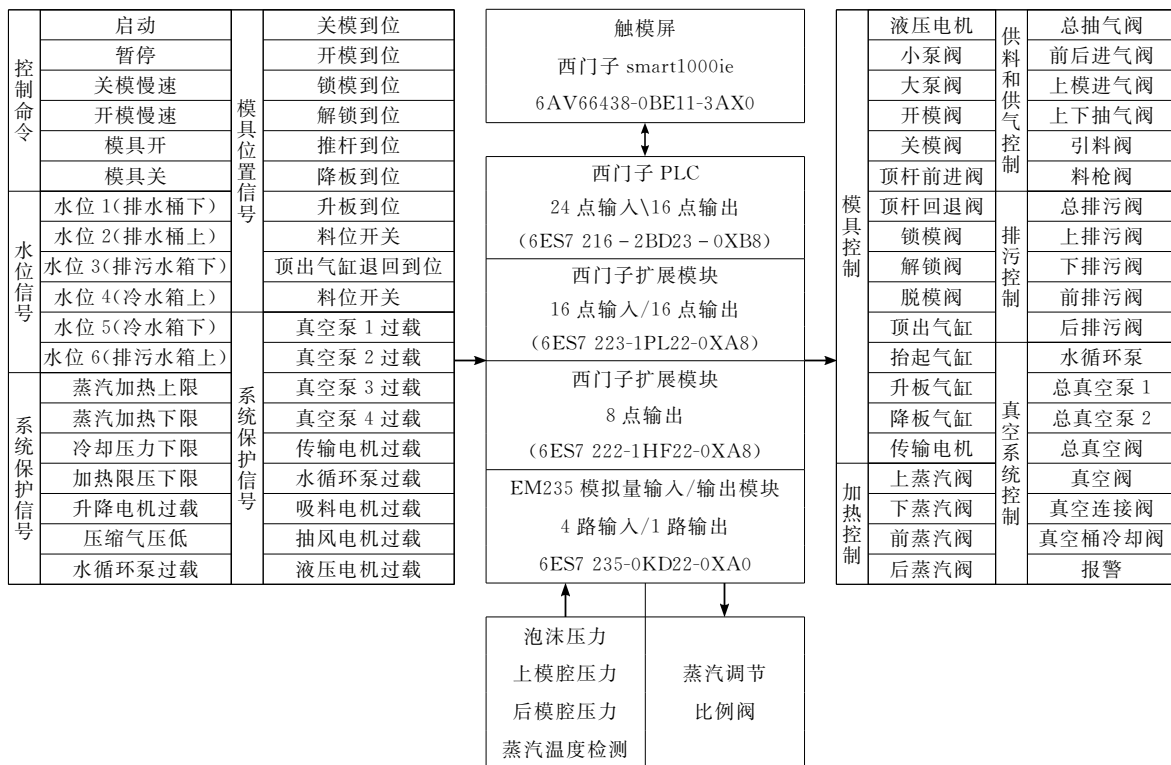 控制命令
启动
暂停
关模慢速
开模慢速
模具开
模具关
水位信号
水位 1(排水桶下)
水位 2(排水桶上)
水位 3(排污水箱下)
水位 4(冷水箱上)
水位 5(冷水箱下)
水位 6(排污水箱上)
系统保护信号
蒸汽加热上限
蒸汽加热下限
冷却压力下限
加热限压下限
升降电机过载
压缩气压低
水循环泵过载
模具位置信号
关模到位
开模到位
锁模到位
解锁到位
推杆到位
降板到位
升板到位
料位开关
顶出气缸退回到位
料位开关
系统保护信号
真空泵 1 过载
真空泵 2 过载
真空泵 3 过载
真空泵 4 过载
传输电机过载
水循环泵过载
吸料电机过载
抽风电机过载
液压电机过载
触摸屏
西门子 smart1000ie
6AV66438-0BE11-3AX0
西门子 PLC
24 点输入\16 点输出
(6ES7 216－2BD23－0XB8)
西门子扩展模块
16 点输入/16 点输出
(6ES7 223-1PL22-0XA8)
西门子扩展模块
8 点输出
(6ES7 222-1HF22-0XA8)
EM235 模拟量输入/输出模块
4 路输入/1 路输出
6ES7 235-0KD22-0XA0
泡沫压力
上模腔压力
后模腔压力
蒸汽温度检测
蒸汽调节
比例阀
模具控制
液压电机
小泵阀
大泵阀
开模阀
关模阀
顶杆前进阀
顶杆回退阀
锁模阀
解锁阀
脱模阀
顶出气缸
抬起气缸
升板气缸
降板气缸
传输电机
加热控制
上蒸汽阀
下蒸汽阀
前蒸汽阀
后蒸汽阀
供料和供气控制
总抽气阀
前后进气阀
上模进气阀
上下抽气阀
引料阀
料枪阀
排污控制
总排污阀
上排污阀
下排污阀
前排污阀
后排污阀
真空系统控制
水循环泵
总真空泵 1
总真空泵 2
总真空阀
真空阀
真空连接阀
真空桶冷却阀
报警